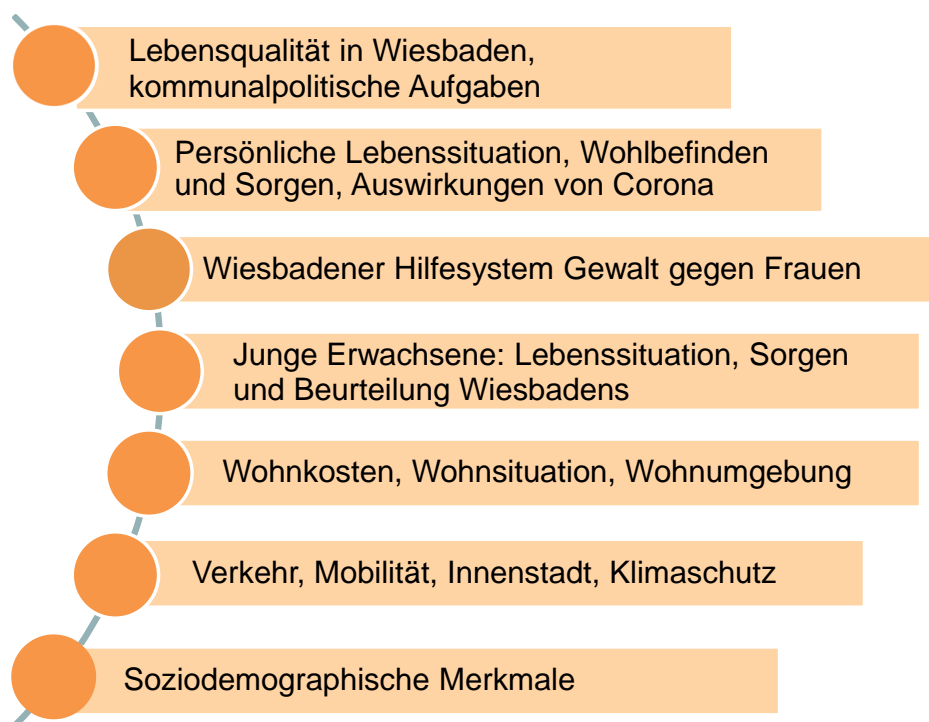 Lebensqualität in Wiesbaden,
kommunalpolitische Aufgaben
Persönliche Lebenssituation, Wohlbefinden
und Sorgen, Auswirkungen von Corona
Wiesbadener Hilfesystem Gewalt gegen Frauen
Junge Erwachsene: Lebenssituation, Sorgen
und Beurteilung Wiesbadens
Wohnkosten, Wohnsituation, Wohnumgebung
Verkehr, Mobilität, Innenstadt, Klimaschutz
Soziodemographische Merkmale